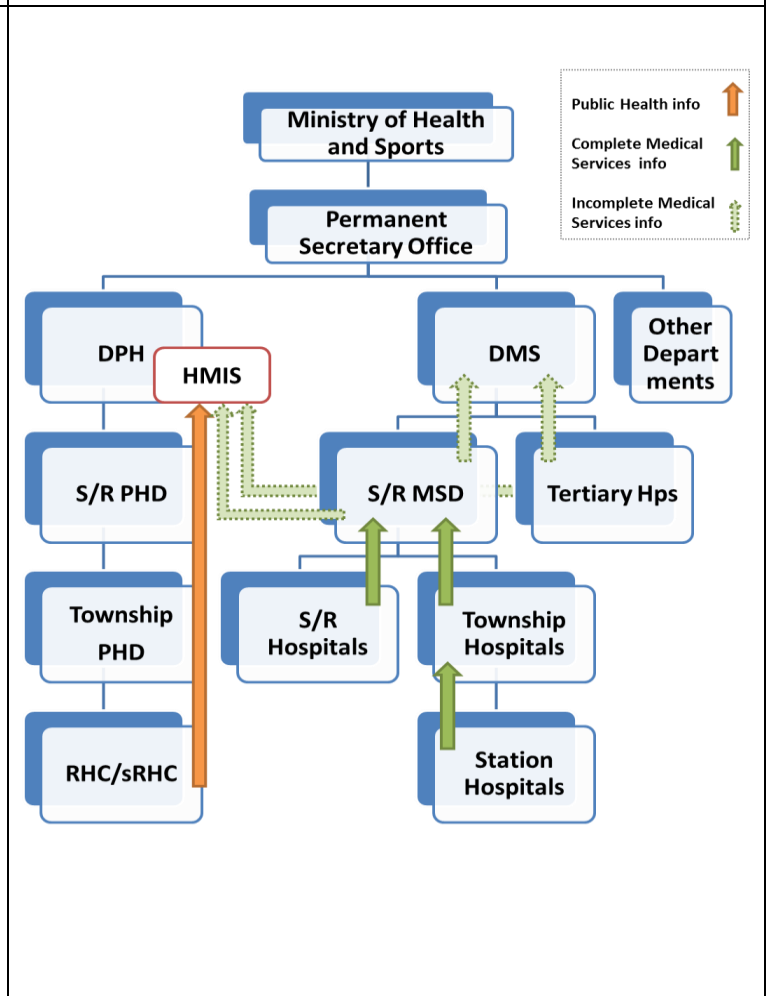 Public Health info
Complete Medical
Services info
Incomplete Medical
Services info
Ministry of Health
and Sports
Permanent
Secretary Office
DPH
HMIS
DMS
Other
Depart
ments
S/R PHD
S/R MSD
Tertiary Hps
Township
PHD
S/R
Hospitals
Township
Hospitals
RHC/sRHC
Station
Hospitals